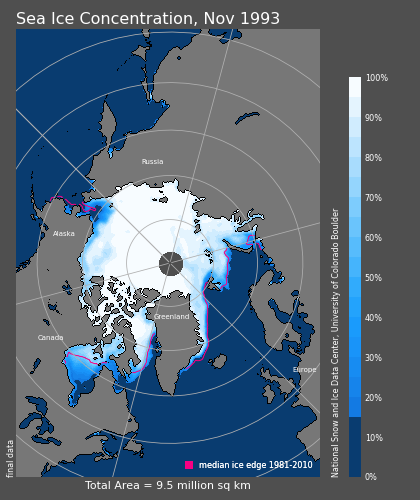 Sea Ice Concentration, Nov 1993
Russia
Alaska
Greenland
Canada
Europe
median ice edge 1981-2010
Total Area = 9.5 million sq km
final data
National Snow and Ice Data Center, University of Colorado Boulder
100%
90%
80%
70%
60%
50%
40%
30%
20%
10%
0%